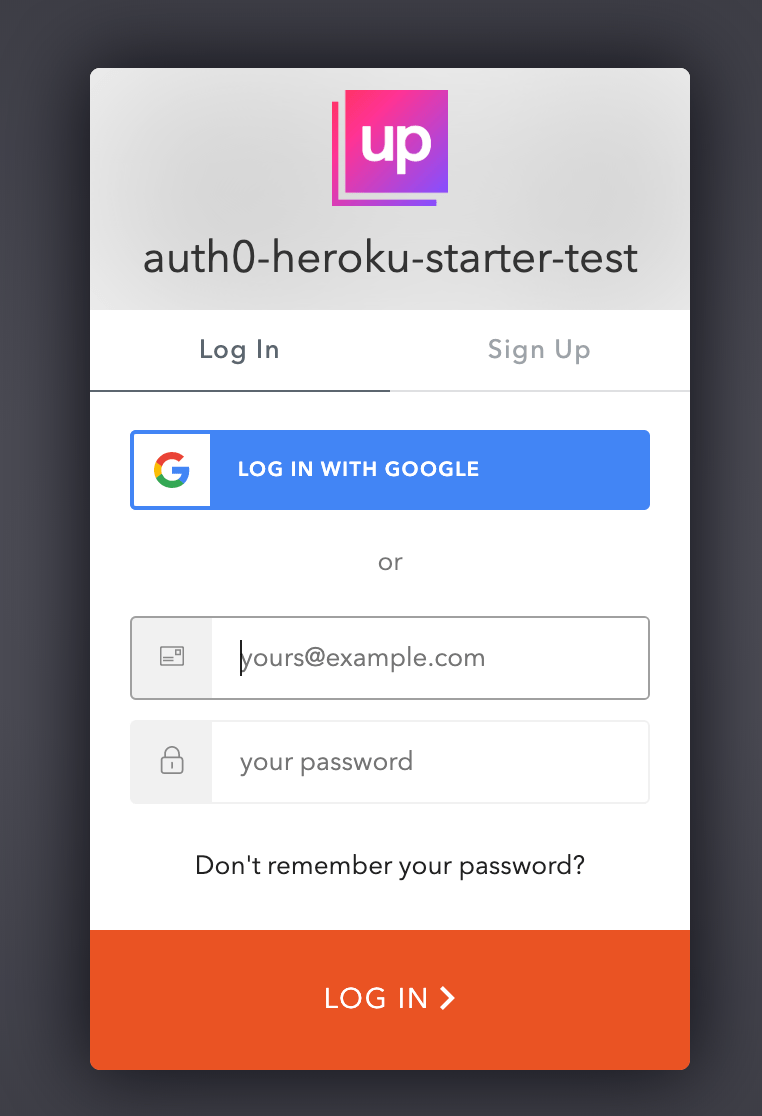 up
auth0-heroku-starter-test
Log In
Sign Up
LOG IN WITH GOOGLE
or
yours@example.com
your password
Don't remember your password?
LOG IN